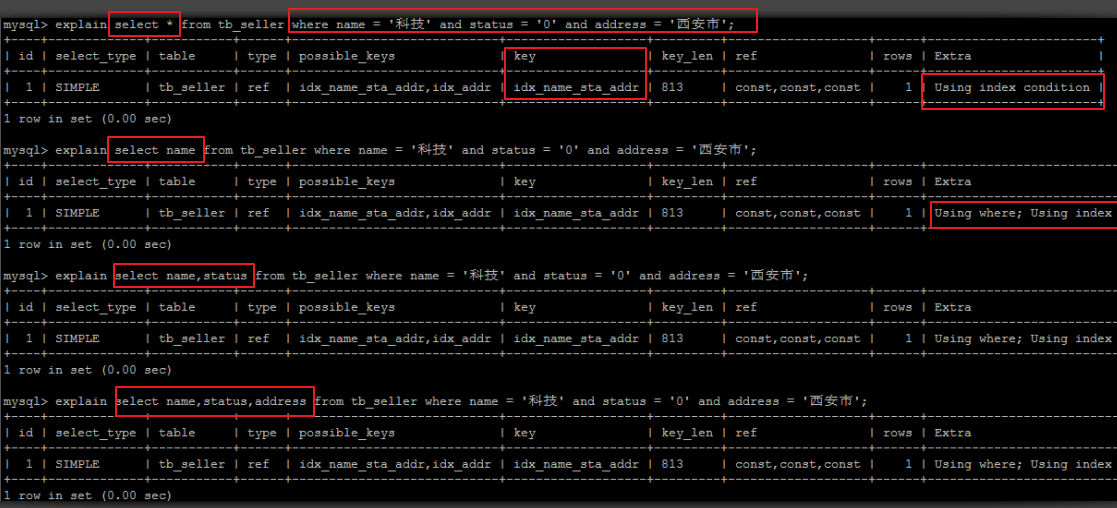 mysql> explain select * from tb_seller where name = '科技' and status = '0' and address = '西安市';
+----+-------------+-----------+------+---------------------------+-------------------+---------+-------------------+------+-----------------------+
| id | select_type | table | type | possible_keys | key | key_len | ref | rows | Extra |
| 1 | SIMPLE | tb_seller | ref | idx_name_sta_addr,idx_addr | idx_name_sta_addr | 813 | const,const,const | 1 | Using index condition |
1 row in set (0.00 sec)
mysql> explain select name from tb_seller where name = '科技' and status = '0' and address = '西安市';
| id | select_type | table | type | possible_keys | key | key_len | ref | rows | Extra
| 1 | SIMPLE | tb_seller | ref | idx_name_sta_addr,idx_addr | idx_name_sta_addr | 813 | const,const,const | 1 | Using where; Using index
1 row in set (0.00 sec)
mysql> explain select name,status from tb_seller where name = '科技' and status = '0' and address = '西安市';
| id | select_type | table | type | possible_keys | key | key_len | ref | rows | Extra
| 1 | SIMPLE | tb_seller | ref | idx_name_sta_addr,idx_addr | idx_name_sta_addr | 813 | const,const,const | 1 | Using where; Using index
1 row in set (0.00 sec)
mysql> explain select name,status,address from tb_seller where name = '科技' and status = '0' and address = '西安市';
| id | select_type | table | type | possible_keys | key | key_len | ref | rows | Extra
| 1 | SIMPLE | tb_seller | ref | idx_name_sta_addr,idx_addr | idx_name_sta_addr | 813 | const,const,const | 1 | Using where; Using index
1 row in set (0.00 sec)